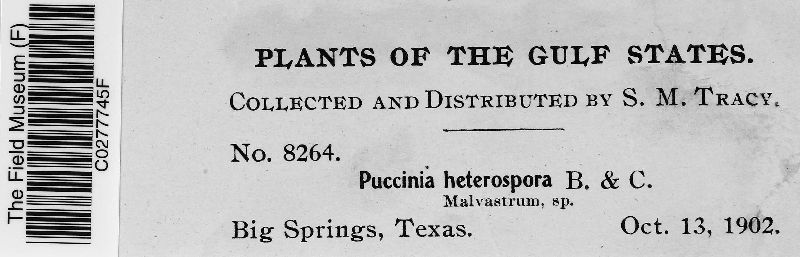 The Field Museum (F)
C0277745F
PLANTS OF THE GULF STATES.
COLLECTED AND DISTRIBUTED BY S. M. TRACY.
No. 8264.
Puccinia heterospora B. & C.
Malvastrum, sp.
Big Springs, Texas. Oct. 13, 1902.